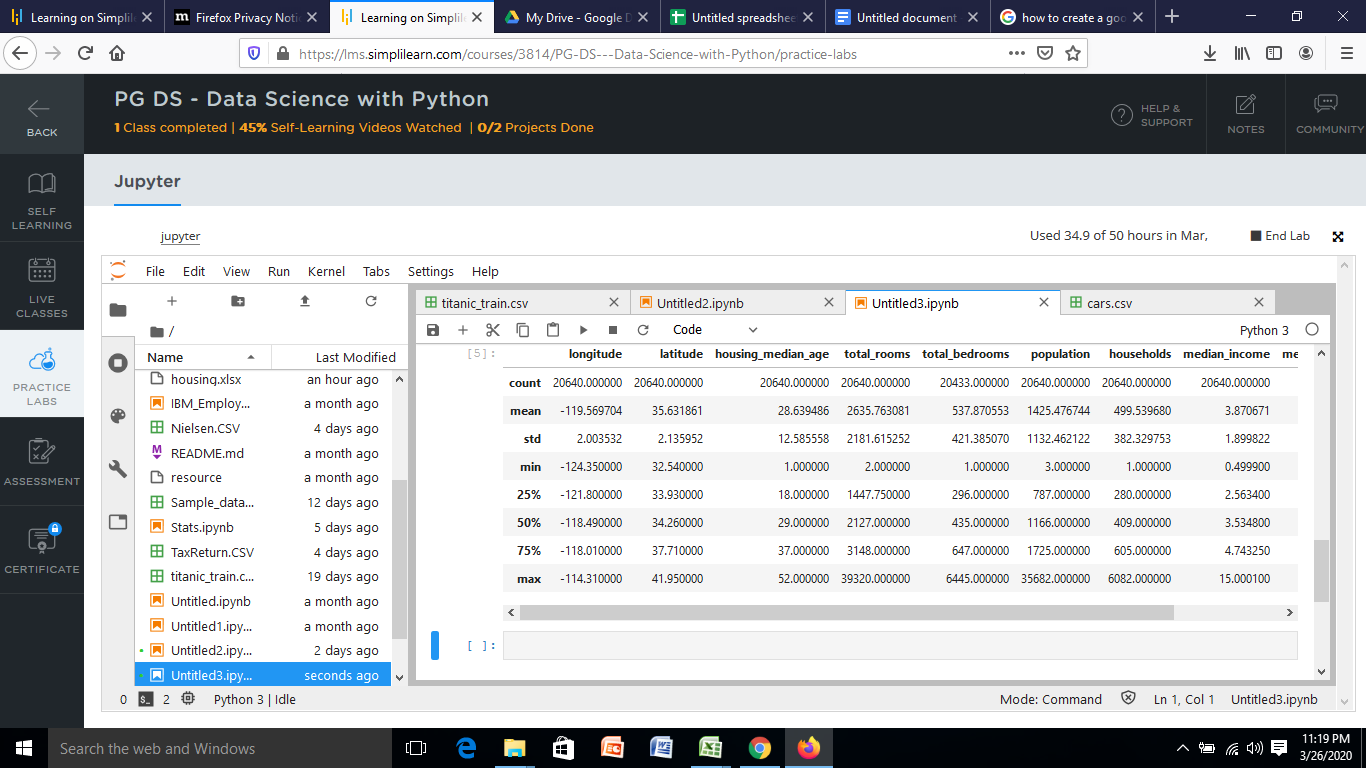 Learning on Simplil
Firefox Privacy Noti
Learning on Simplil
My Drive - Google D
Untitled spreadshee
Untitled document
how to create a goo
https://lms.simplilearn.com/courses/3814/PG-DS---Data-Science-with-Python/practice-labs
BACK
PG DS - Data Science with Python
1 Class completed | 45% Self-Learning Videos Watched | 0/2 Projects Done
HELP & SUPPORT
NOTES
COMMUNITY
SELF LEARNING
LIVE CLASSES
PRACTICE LABS
ASSESSMENT
CERTIFICATE
Jupyter
jupyter
Used 34.9 of 50 hours in Mar,
End Lab
File Edit View Run Kernel Tabs Settings Help
/
Name Last Modified
housing.xlsx an hour ago
IBM_Employ... a month ago
Nielsen.CSV 4 days ago
README.md a month ago
resource a month ago
Sample_data... 12 days ago
Stats.ipynb 5 days ago
TaxReturn.CSV 4 days ago
titanic_train.c... 19 days ago
Untitled.ipynb a month ago
Untitled1.ipy... a month ago
Untitled2.ipy... 2 days ago
Untitled3.ipy... seconds ago
titanic_train.csv
Untitled2.ipynb
Untitled3.ipynb
cars.csv
Code
Python 3
[5]: longitude latitude housing_median_age total_rooms total_bedrooms population households median_income me
count 20640.000000 20640.000000 20640.000000 20640.000000 20433.000000 20640.000000 20640.000000 20640.000000
mean -119.569704 35.631861 28.639486 2635.763081 537.870553 1425.476744 499.539680 3.870671
std 2.003532 2.135952 12.585558 2181.615252 421.385070 1132.462122 382.329753 1.899822
min -124.350000 32.540000 1.000000 2.000000 1.000000 3.000000 1.000000 0.499900
25% -121.800000 33.930000 18.000000 1447.750000 296.000000 787.000000 280.000000 2.563400
50% -118.490000 34.260000 29.000000 2127.000000 435.000000 1166.000000 409.000000 3.534800
75% -118.010000 37.710000 37.000000 3148.000000 647.000000 1725.000000 605.000000 4.743250
max -114.310000 41.950000 52.000000 39320.000000 6445.000000 35682.000000 6082.000000 15.000100
[ ]:
0 2 Python 3 | Idle
Mode: Command Ln 1, Col 1 Untitled3.ipynb
Search the web and Windows
11:19 PM
3/26/2020